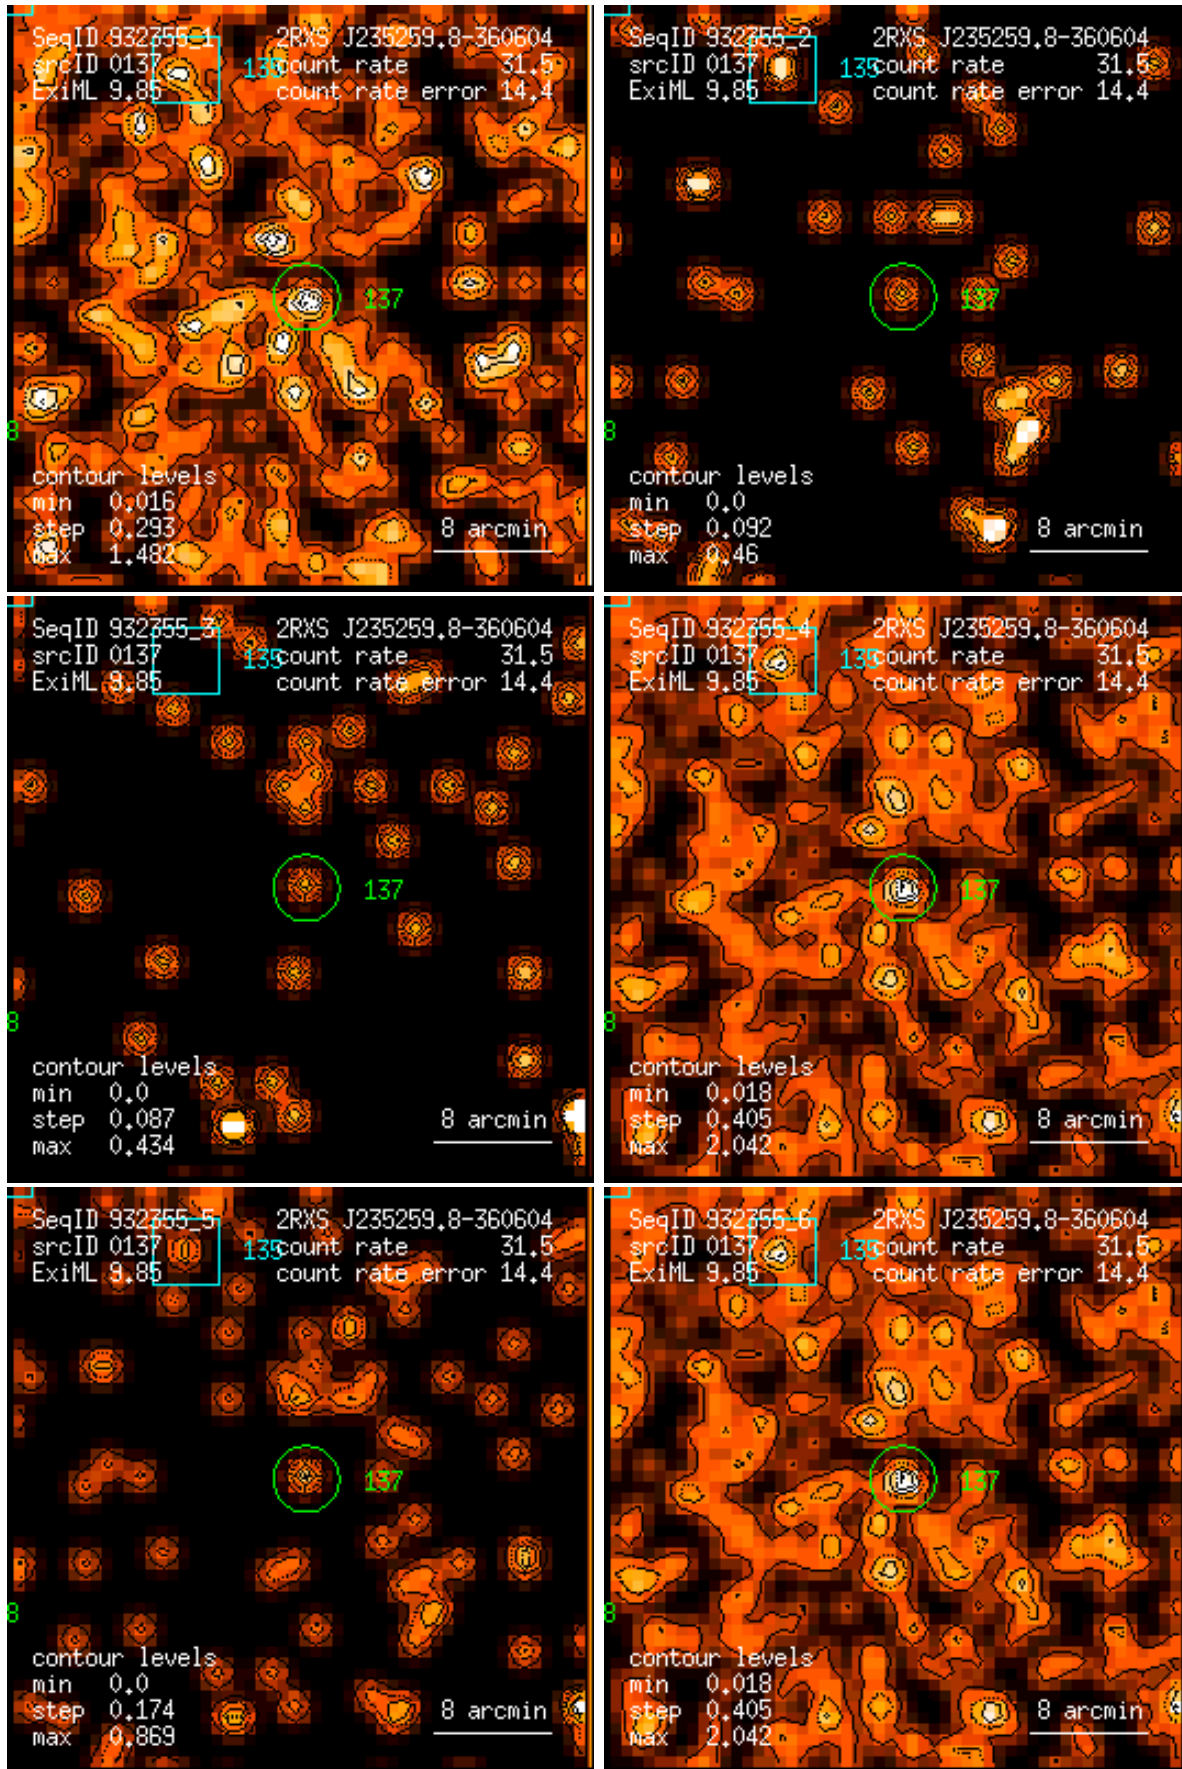 SeqID 932355_1 2RXS J235259.8-360604
srcID 0137 135 count rate 31.5
ExiML 9.85 count rate error 14.4
137
8
contour levels
min 0.016
step 0.293 8 arcmin
max 1.482
SeqID 932355_2 2RXS J235259.8-360604
srcID 0137 135 count rate 31.5
ExiML 9.85 count rate error 14.4
137
8
contour levels
min 0.0
step 0.092 8 arcmin
max 0.46
SeqID 932355_3 2RXS J235259.8-360604
srcID 0137 135 count rate 31.5
ExiML 9.85 count rate error 14.4
137
8
contour levels
min 0.0
step 0.087 8 arcmin
max 0.434
SeqID 932355_4 2RXS J235259.8-360604
srcID 0137 135 count rate 31.5
ExiML 9.85 count rate error 14.4
137
8
contour levels
min 0.018
step 0.405 8 arcmin
max 2.042
SeqID 932355_5 2RXS J235259.8-360604
srcID 0137 135 count rate 31.5
ExiML 9.85 count rate error 14.4
137
8
contour levels
min 0.0
step 0.174 8 arcmin
max 0.869
SeqID 932355_6 2RXS J235259.8-360604
srcID 0137 135 count rate 31.5
ExiML 9.85 count rate error 14.4
137
8
contour levels
min 0.018
step 0.405 8 arcmin
max 2.042